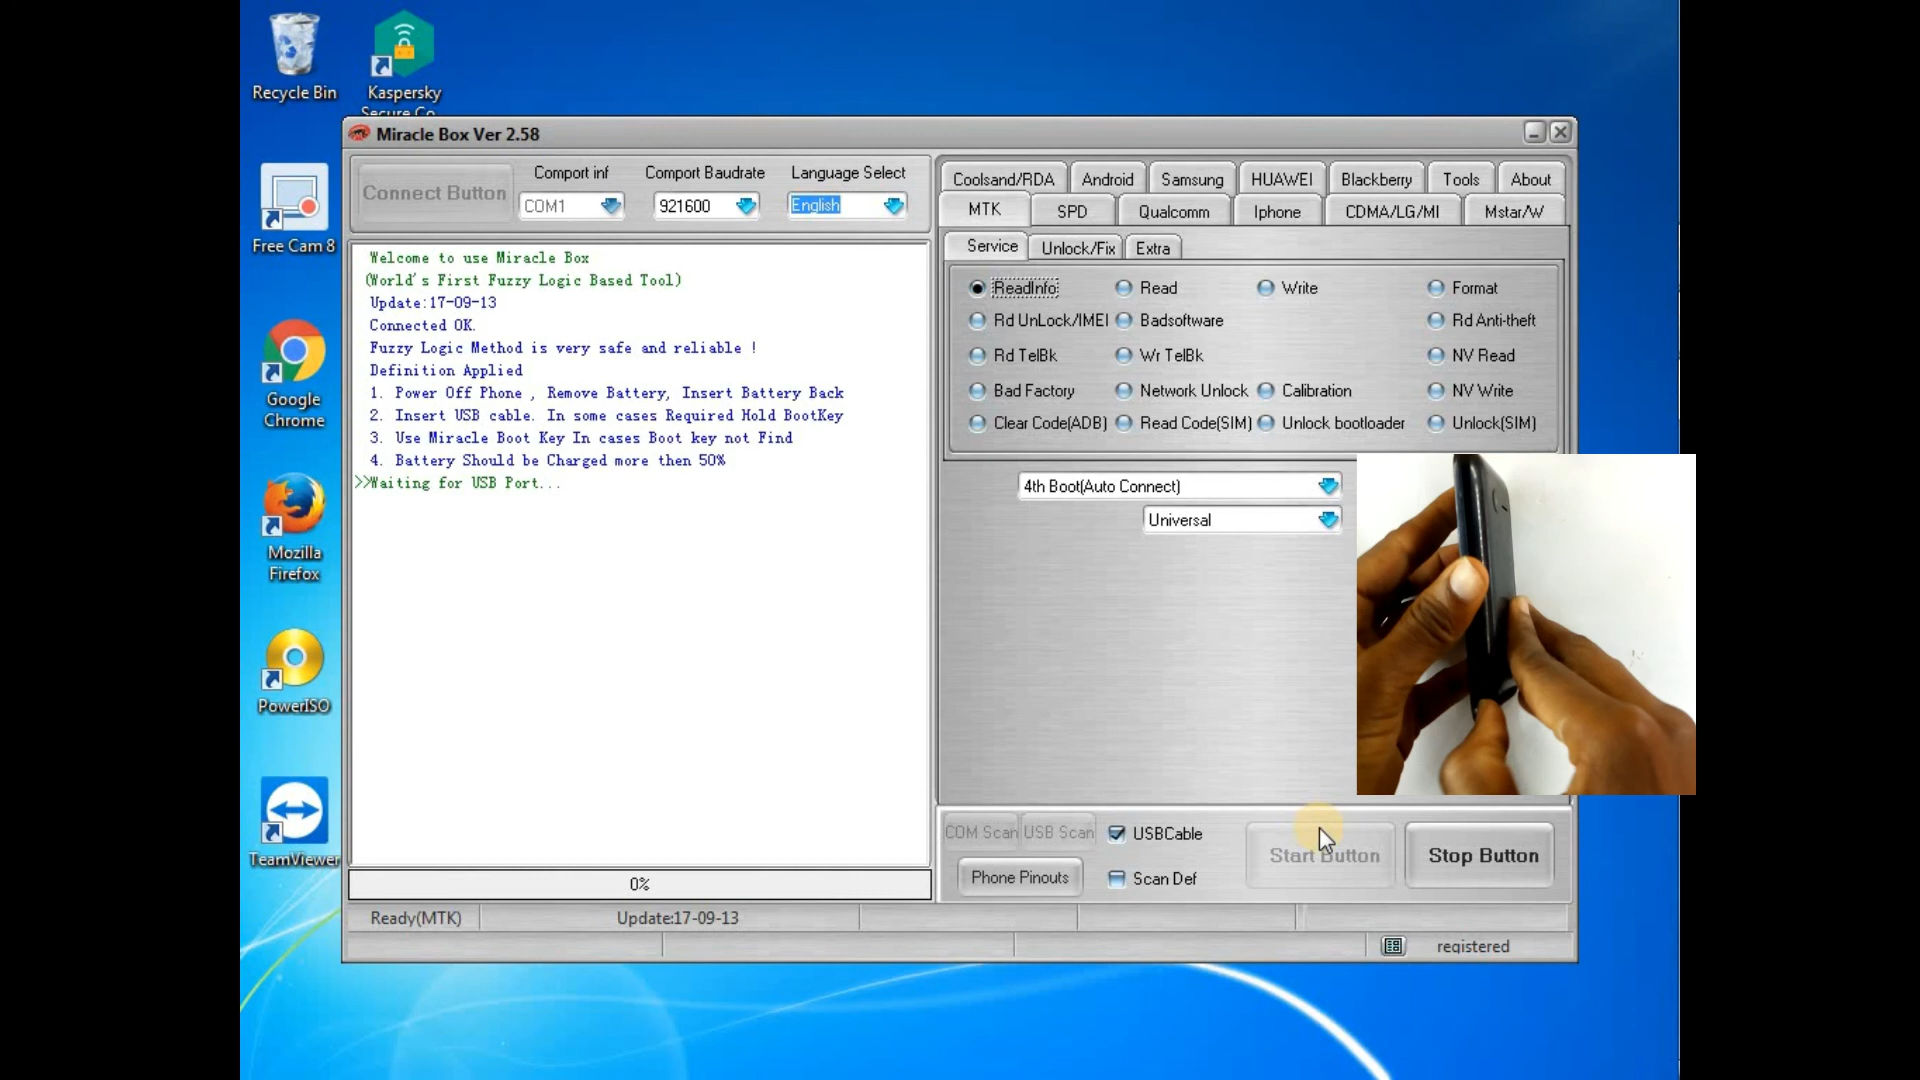 Recycle Bin
Kaspersky
Secure Co...
Free Cam 8
Google
Chrome
Mozilla
Firefox
PowerISO
TeamViewer
Miracle Box Ver 2.58
Connect Button
Comport inf
COM1
Comport Baudrate
921600
Language Select
English
Welcome to use Miracle Box
(World's First Fuzzy Logic Based Tool)
Update:17-09-13
Connected OK.
Fuzzy Logic Method is very safe and reliable !
Definition Applied
1. Power Off Phone , Remove Battery, Insert Battery Back
2. Insert USB cable. In some cases Required Hold BootKey
3. Use Miracle Boot Key In cases Boot key not Find
4. Battery Should be Charged more then 50%
>>Waiting for USB Port...
0%
Ready(MTK)
Update:17-09-13
Coolsand/RDA
Android
Samsung
HUAWEI
Blackberry
Tools
About
MTK
SPD
Qualcomm
Iphone
CDMA/LG/MI
Mstar/W
Service
Unlock/Fix
Extra
ReadInfo
Read
Write
Format
Rd UnLock/IMEI
Badsoftware
Rd Anti-theft
Rd TelBk
Wr TelBk
NV Read
Bad Factory
Network Unlock
Calibration
NV Write
Clear Code(ADB)
Read Code(SIM)
Unlock bootloader
Unlock(SIM)
4th Boot(Auto Connect)
Universal
COM Scan
USB Scan
USBCable
Phone Pinouts
Scan Def
Start Button
Stop Button
registered